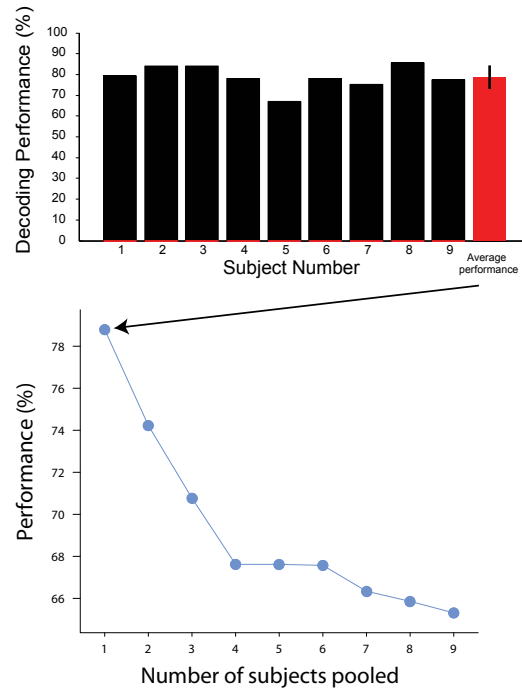 Decoding Performance (%)
100
90
80
70
60
50
40
30
20
10
0
1 2 3 4 5 6 7 8 9
Average
performance
Subject Number
Performance (%)
78
76
74
72
70
68
66
1 2 3 4 5 6 7 8 9
Number of subjects pooled